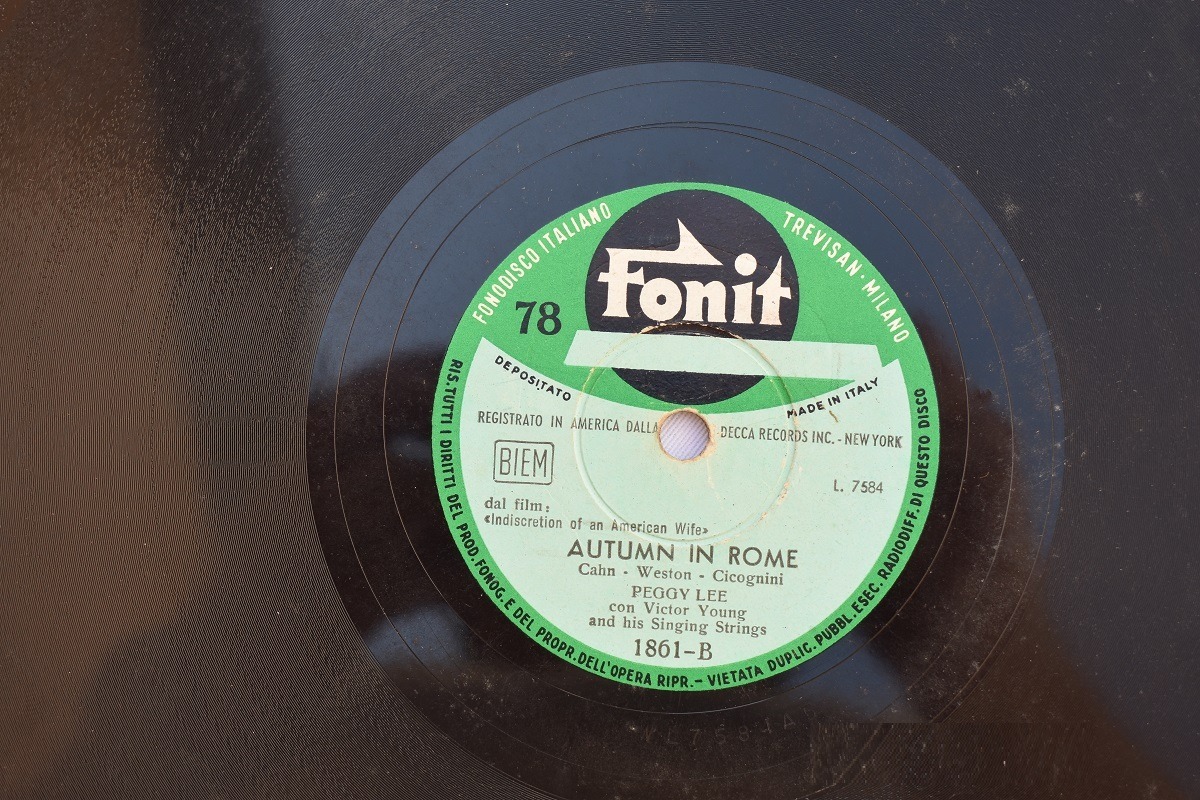 FONODISCO ITALIANO
TREVISAN · MILANO
Fonit
78
DEPOSITATO
MADE IN ITALY
REGISTRATO IN AMERICA DALLA DECCA RECORDS INC. - NEW YORK
BIEM
L. 7584
dal film:
«Indiscretion of an American Wife»
AUTUMN IN ROME
Cahn - Weston - Cicognini
PEGGY LEE
con Victor Young
and his Singing Strings
1861-B
RIS. TUTTI I DIRITTI DEL PROD. FONOG. E DEL PROPR. DELL'OPERA RIPR. - VIETATA DUPLIC. PUBBL. ESEC. RADIODIFF. DI QUESTO DISCO